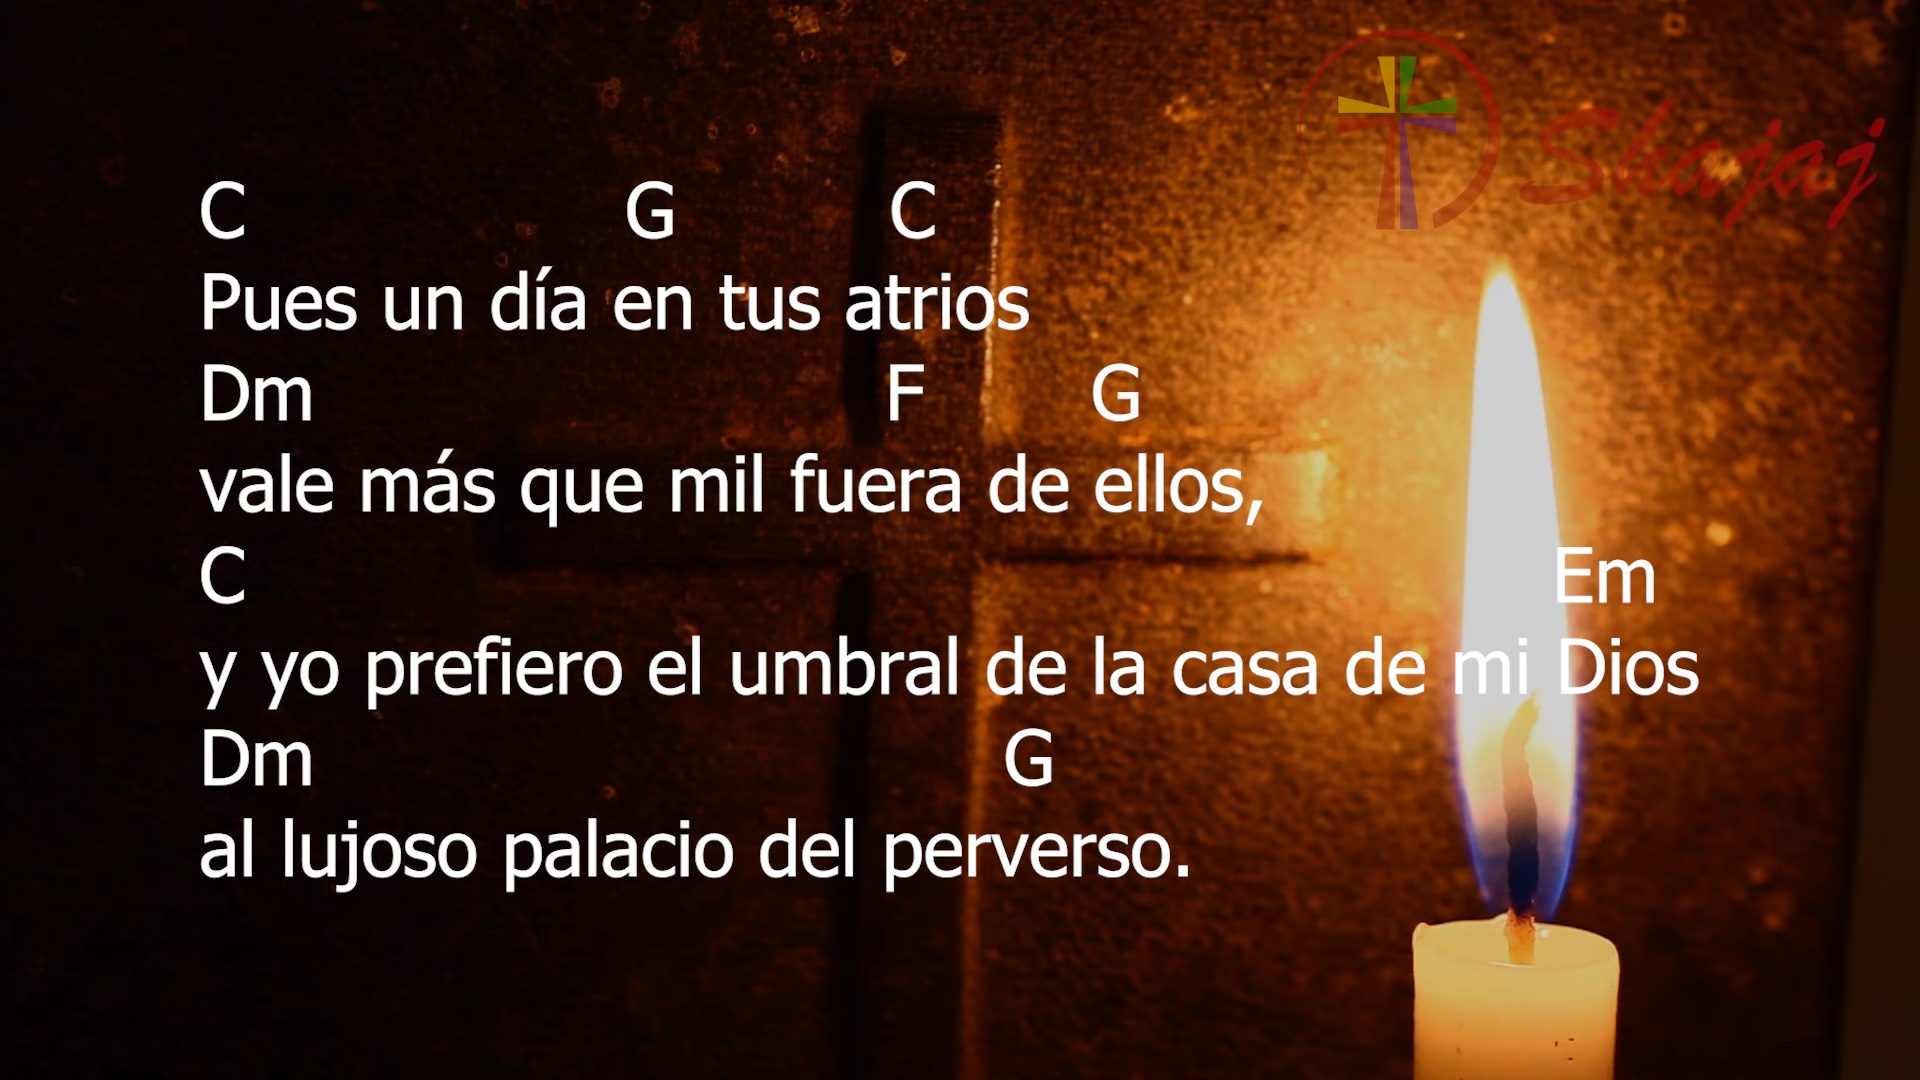 Shajaj
C G C
Pues un día en tus atrios
Dm F G
vale más que mil fuera de ellos,
C Em
y yo prefiero el umbral de la casa de mi Dios
Dm G
al lujoso palacio del perverso.